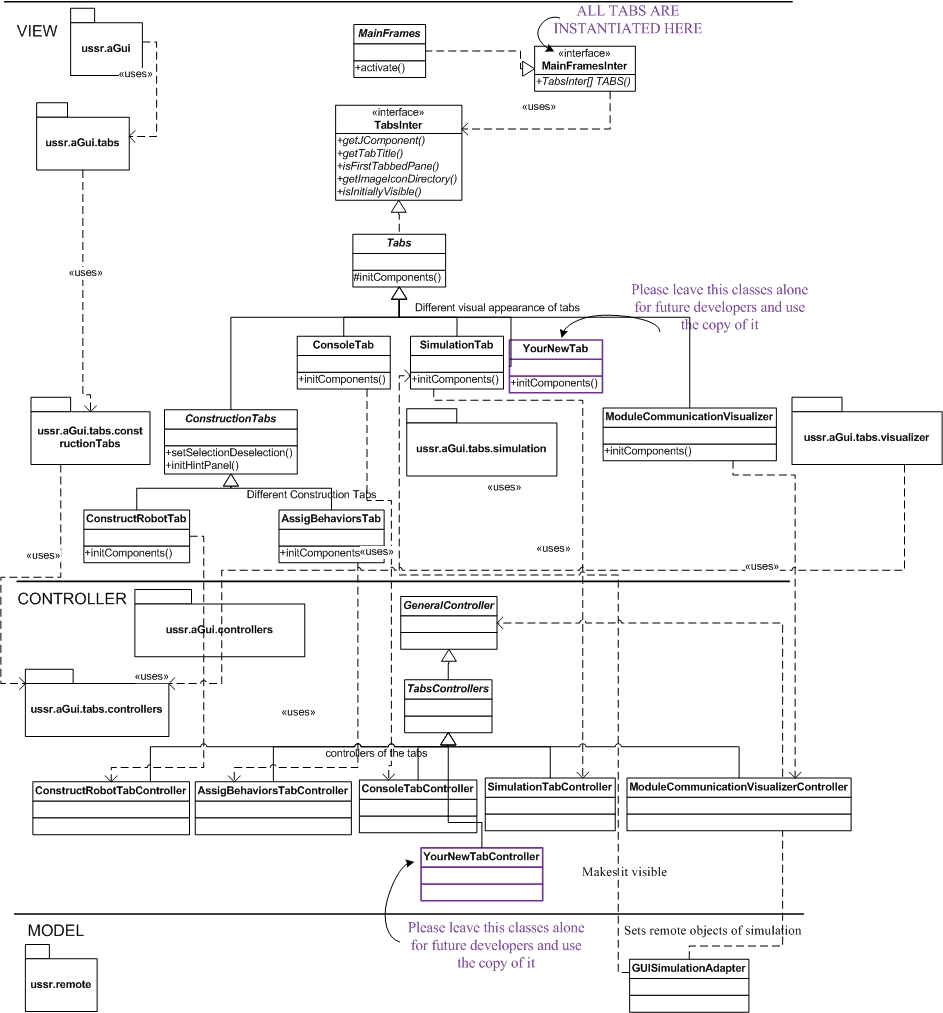 ALL TABS ARE
INSTANTIATED HERE
VIEW
ussr.aGui
«uses»
MainFrames
+activate()
«interface»
MainFramesInter
+TabsInter[] TABS()
«uses»
ussr.aGui.tabs
«interface»
TabsInter
+getJComponent()
+getTabTitle()
+isFirstTabbedPane()
+getImageIconDirectory()
+isInitiallyVisible()
Tabs
#initComponents()
«uses»
Different visual appearance of tabs
Please leave this classes alone
for future developers and use
the copy of it
ConsoleTab
+initComponents()
SimulationTab
+initComponents()
YourNewTab
+initComponents()
ussr.aGui.tabs.const
ructionTabs
ConstructionTabs
+setSelectionDeselection()
+initHintPanel()
ussr.aGui.tabs.simulation
ModuleCommunicationVisualizer
+initComponents()
ussr.aGui.tabs.visualizer
«uses»
Different Construction Tabs
ConstructRobotTab
+initComponents()
AssigBehaviorsTab
+initComponents
«uses»
«uses»
«uses»
«uses»
CONTROLLER
ussr.aGui.controllers
GeneralController
ussr.aGui.tabs.controllers
«uses»
TabsControllers
«uses»
controllers of the tabs
ConstructRobotTabController
AssigBehaviorsTabController
ConsoleTabController
SimulationTabController
ModuleCommunicationVisualizerController
YourNewTabController
Makes it visible
MODEL
ussr.remote
Please leave this classes alone
for future developers and use
the copy of it
Sets remote objects of simulation
GUISimulationAdapter